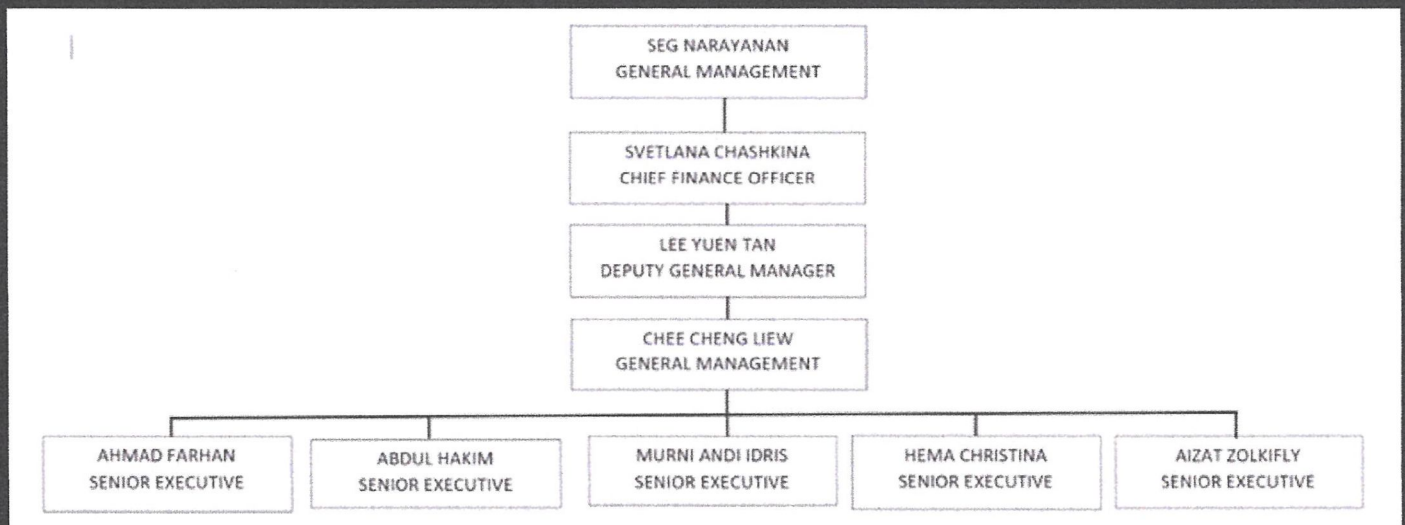 SEG NARAYANAN
GENERAL MANAGEMENT
SVETLANA CHASHKINA
CHIEF FINANCE OFFICER
LEE YUEN TAN
DEPUTY GENERAL MANAGER
CHEE CHENG LIEW
GENERAL MANAGEMENT
AHMAD FARHAN
SENIOR EXECUTIVE
ABDUL HAKIM
SENIOR EXECUTIVE
MURNI ANDI IDRIS
SENIOR EXECUTIVE
HEMA CHRISTINA
SENIOR EXECUTIVE
AIZAT ZOLKIFLY
SENIOR EXECUTIVE